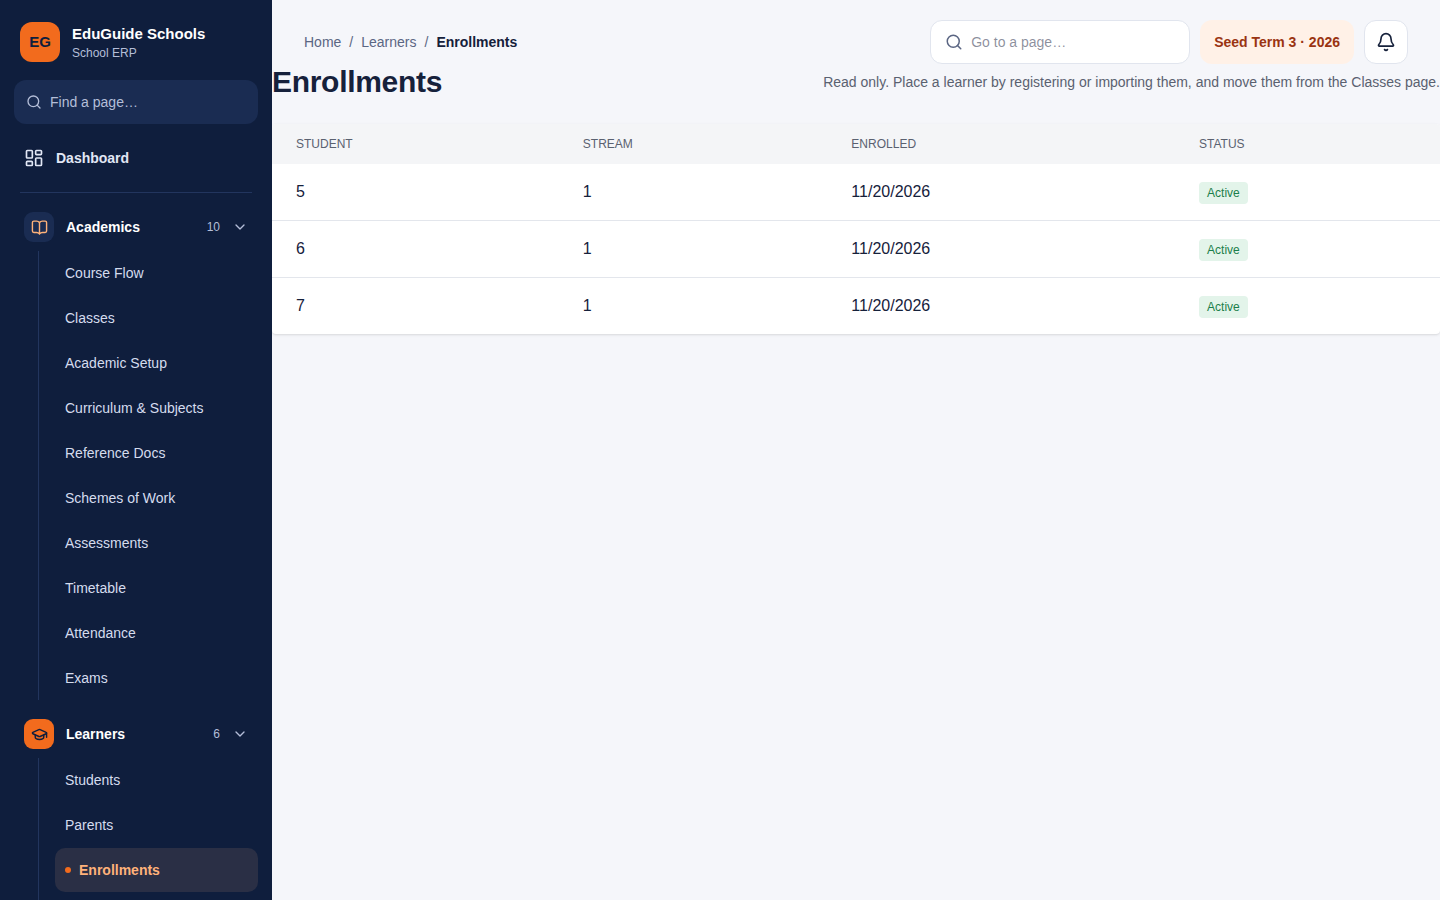 EG
EduGuide Schools
School ERP
Find a page…
Dashboard
Academics 10
Course Flow
Classes
Academic Setup
Curriculum & Subjects
Reference Docs
Schemes of Work
Assessments
Timetable
Attendance
Exams
Learners 6
Students
Parents
Enrollments
Home / Learners / Enrollments
Go to a page…
Seed Term 3 · 2026
Enrollments
Read only. Place a learner by registering or importing them, and move them from the Classes page.
STUDENT STREAM ENROLLED STATUS
5 1 11/20/2026 Active
6 1 11/20/2026 Active
7 1 11/20/2026 Active